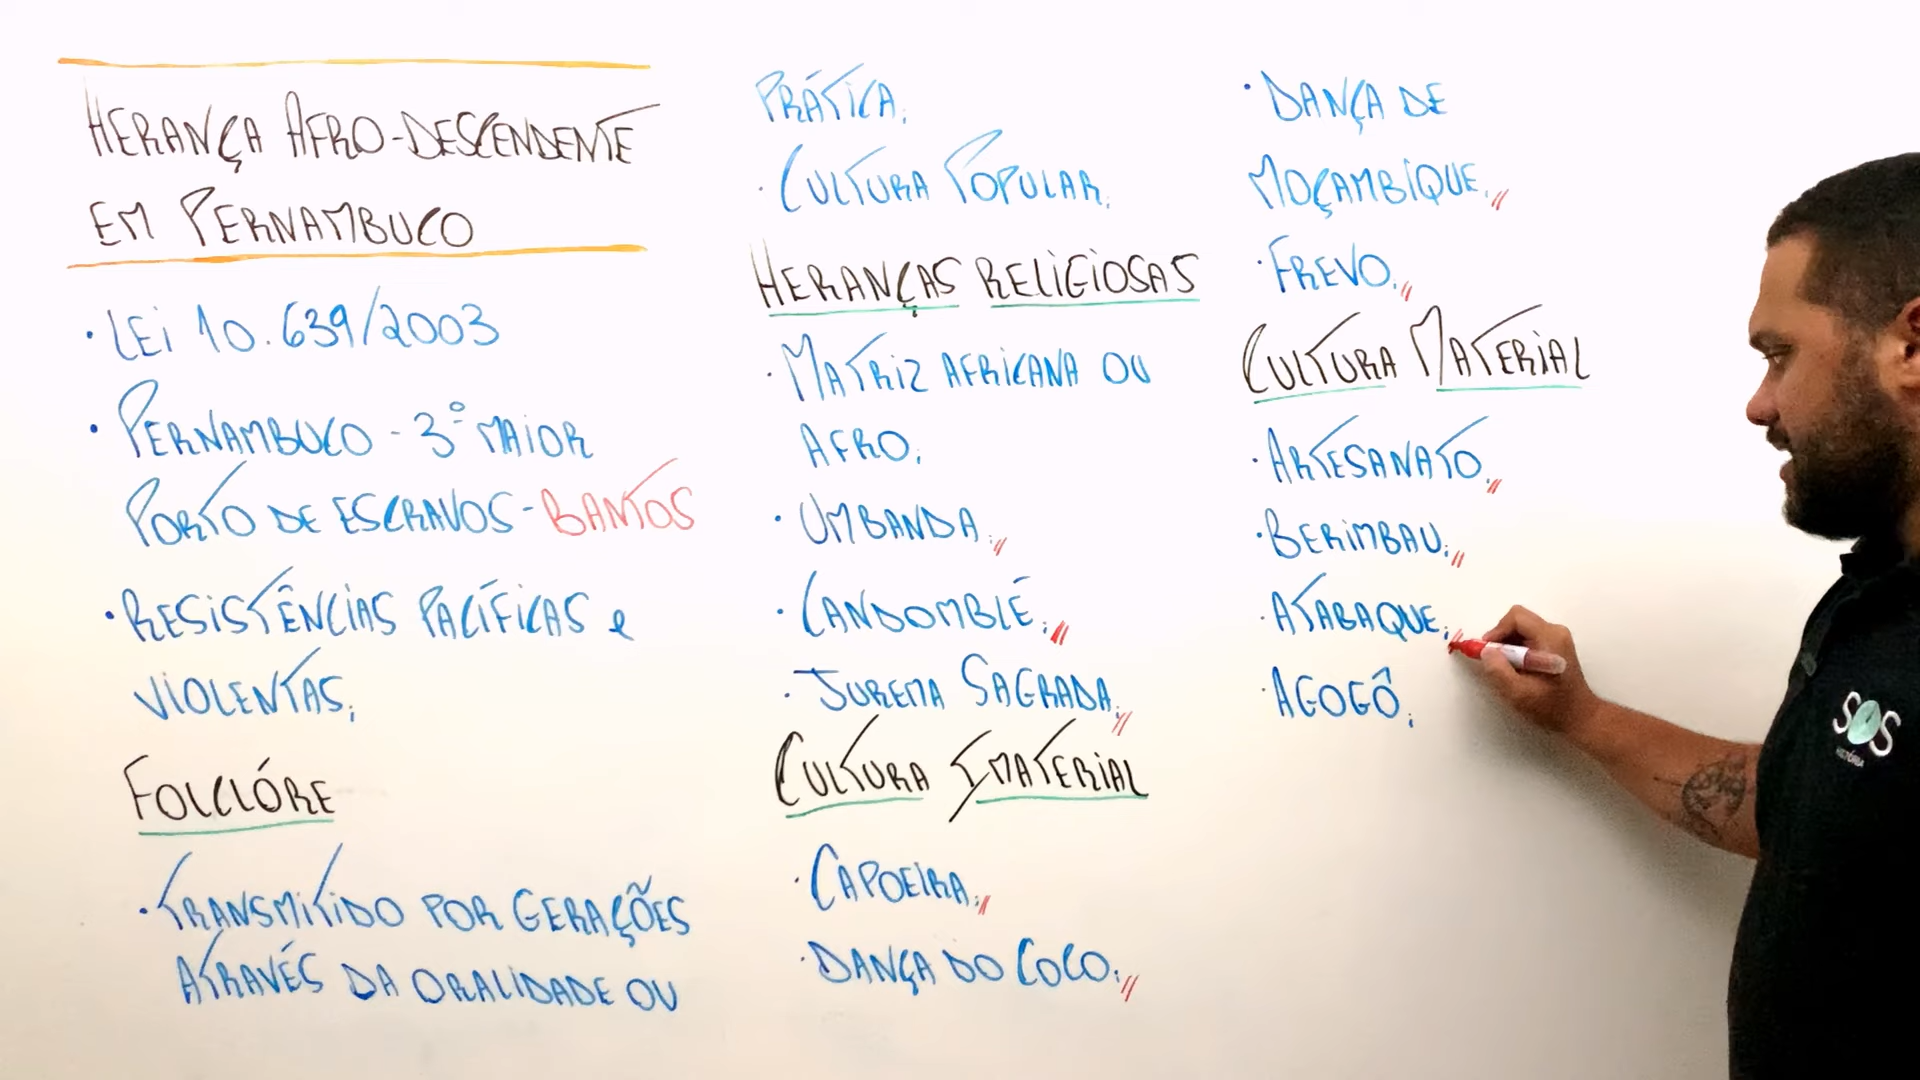 HERANÇA AFRO-DESCENDENTE
EM PERNAMBUCO
• LEI 10.639/2003
• PERNAMBUCO - 3º MAIOR
PORTO DE ESCRAVOS - BANTOS
• RESISTÊNCIAS PACÍFICAS e
VIOLENTAS;
FOLCLÓRE
• TRANSMITIDO POR GERAÇÕES
ATRAVÉS DA ORALIDADE OU
PRÁTICA;
• CULTURA POPULAR;
HERANÇAS RELIGIOSAS
• MATRIZ AFRICANA OU
AFRO;
• UMBANDA; //
• CANDOMBLÉ; //
• JUREMA SAGRADA; //
CULTURA IMATERIAL
• CAPOEIRA; //
• DANÇA DO COCO; //
• DANÇA DE
MOÇAMBIQUE; //
• FREVO; //
CULTURA MATERIAL
• ARTESANATO; //
• BERIMBAU; //
• ATABAQUE; //
• AGOGÔ;
SOS
HISTÓRIA